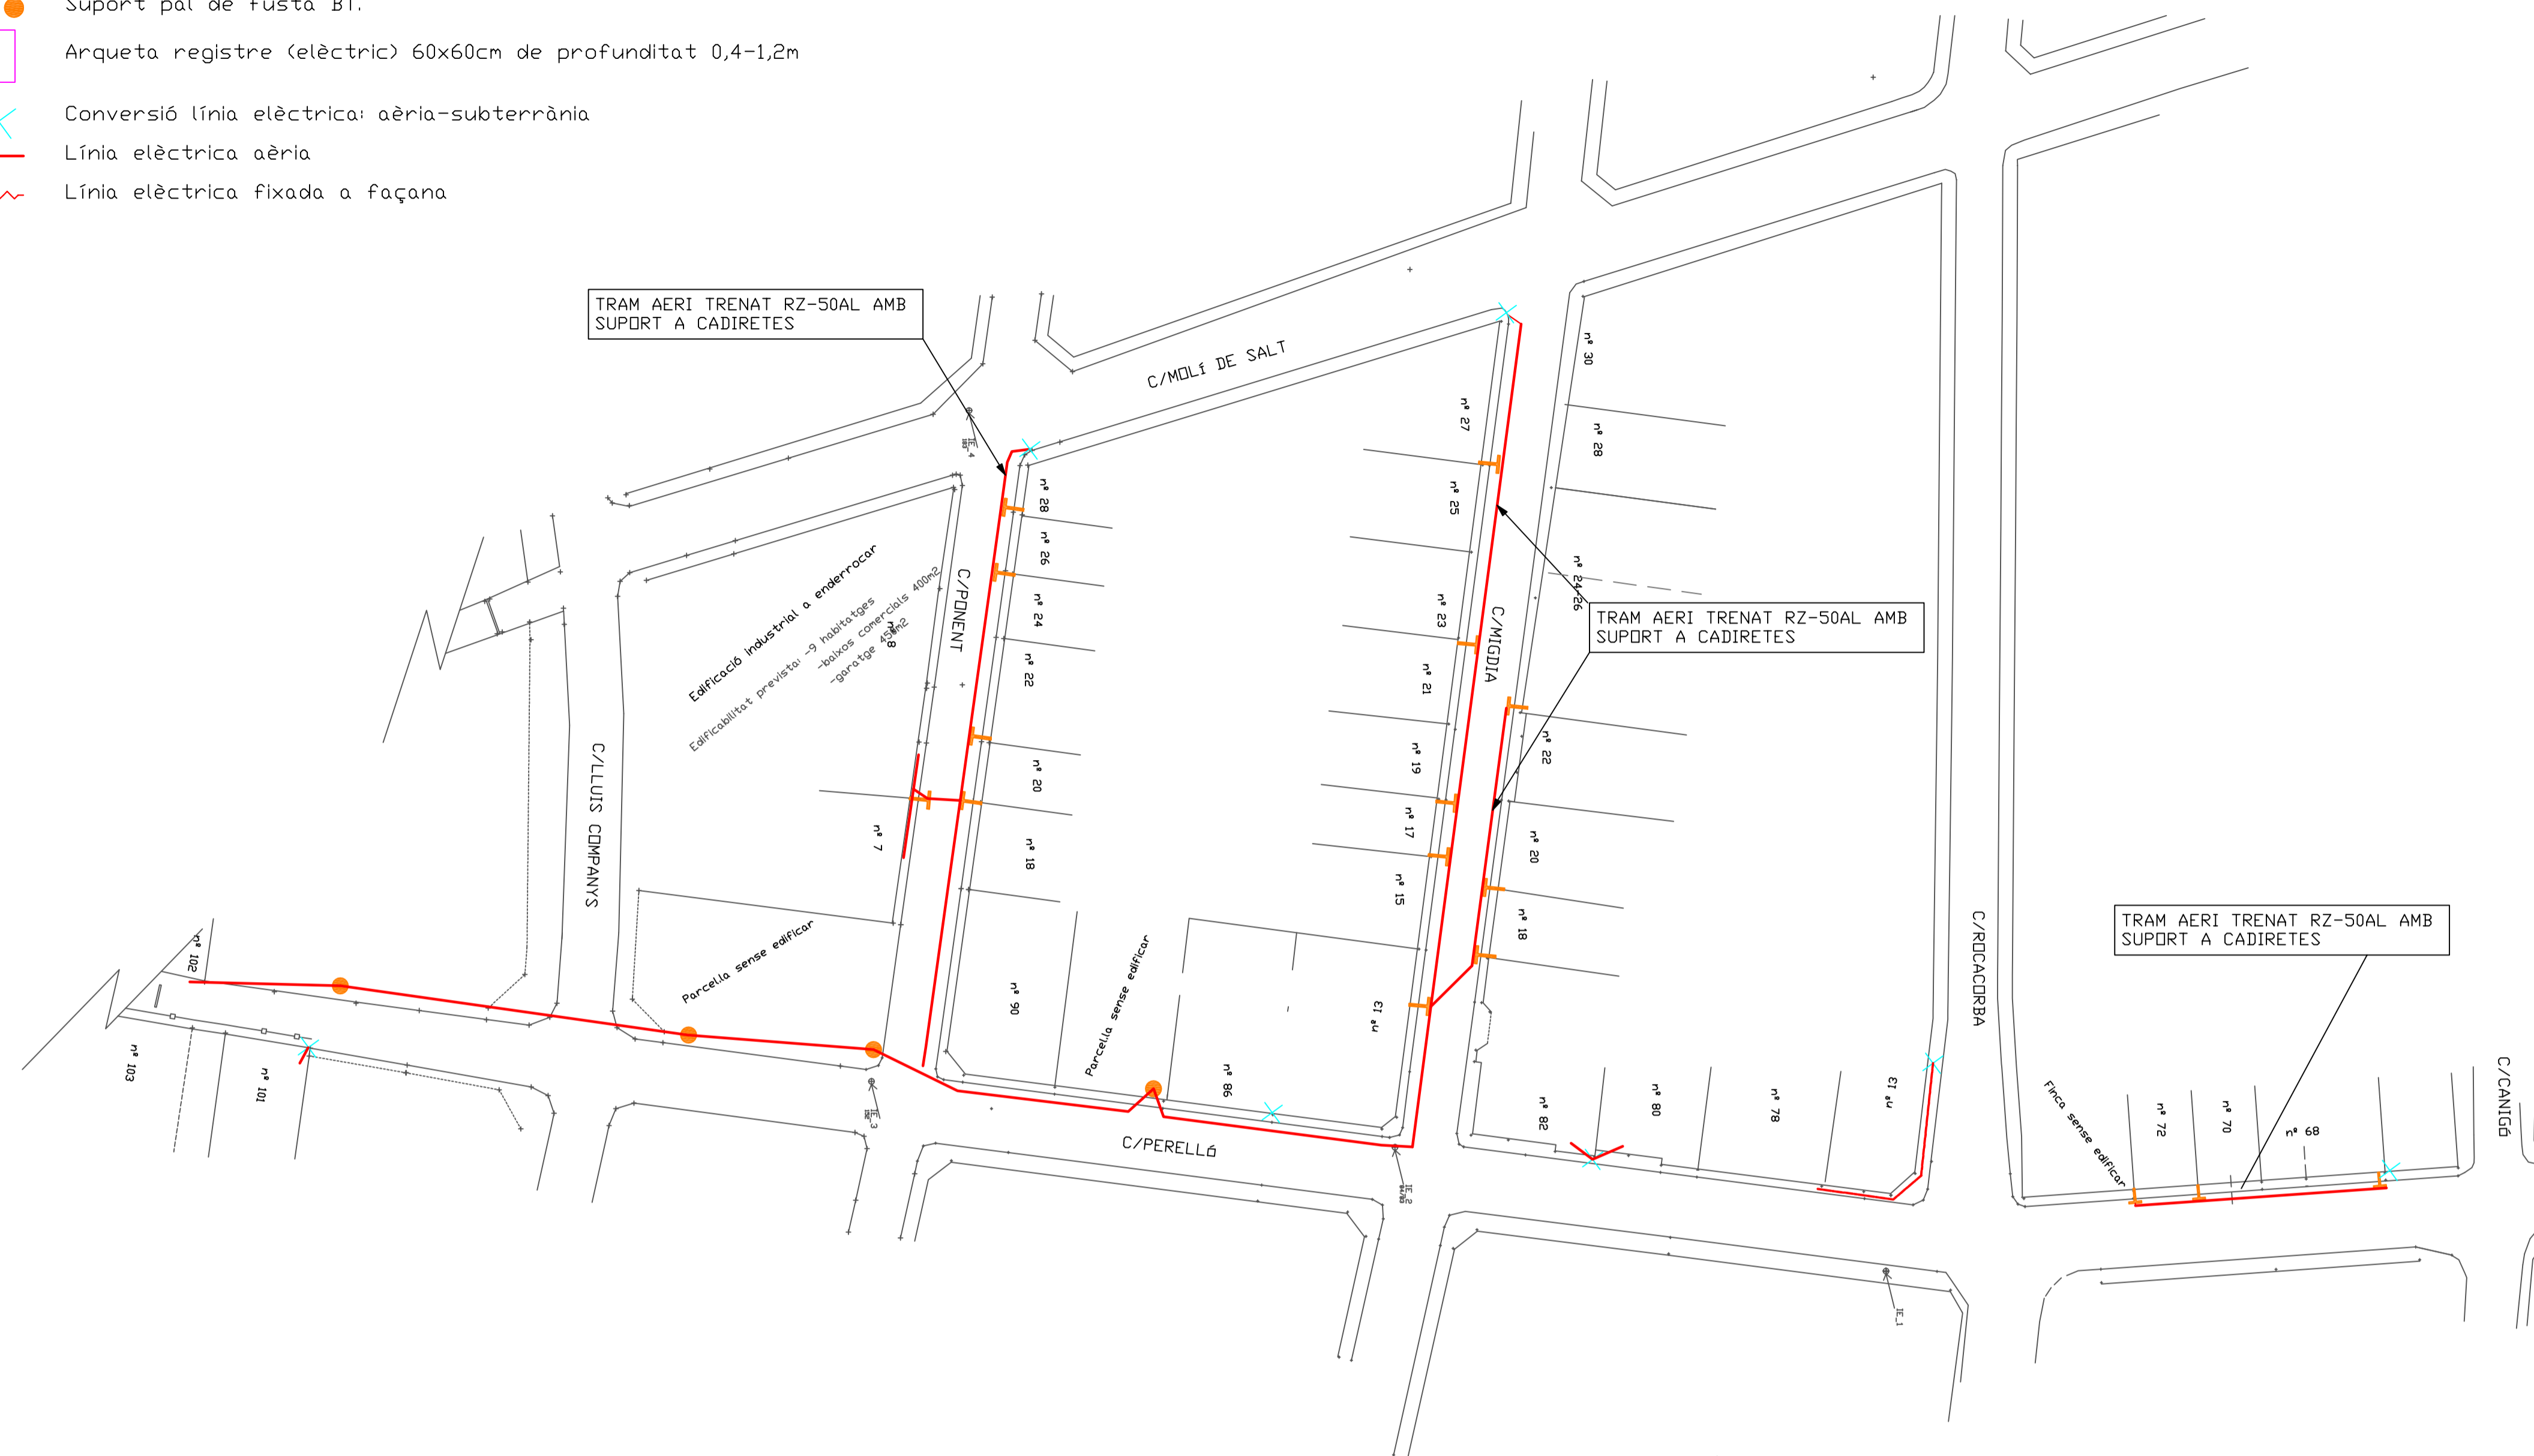 Suport pal de fusta BT.
Arqueta registre (elèctric) 60x60cm de profunditat 0,4-1,2m
Conversió línia elèctrica: aèria-subterrània
Línia elèctrica aèria
Línia elèctrica fixada a façana
TRAM AERI TRENAT RZ-50AL AMB
SUPORT A CADIRETES
C/MOLÍ DE SALT
nº 30
nº 27
nº 28
IE_4
nº 28
nº 25
nº 26
Edificació industrial a enderrocar
Edificabilitat prevista: -9 habitatges
-baixos comercials 400m2
-garatge 450m2
nº 8
C/PONENT
nº 24
nº 22
nº 23
C/MIGDIA
nº 24-26
TRAM AERI TRENAT RZ-50AL AMB
SUPORT A CADIRETES
nº 21
nº 22
C/LLUIS COMPANYS
nº 20
nº 19
nº 7
nº 18
nº 17
nº 20
nº 15
nº 18
TRAM AERI TRENAT RZ-50AL AMB
SUPORT A CADIRETES
C/ROCACORBA
nº 102
Parcella sense edificar
nº 90
Parcella sense edificar
nº 13
nº 103
nº 101
IE_3
nº 86
nº 82
nº 80
nº 78
nº 13
Finca sense edificar
nº 72
nº 70
nº 68
C/CANIGÓ
C/PERELLÓ
IE_2
IE_1